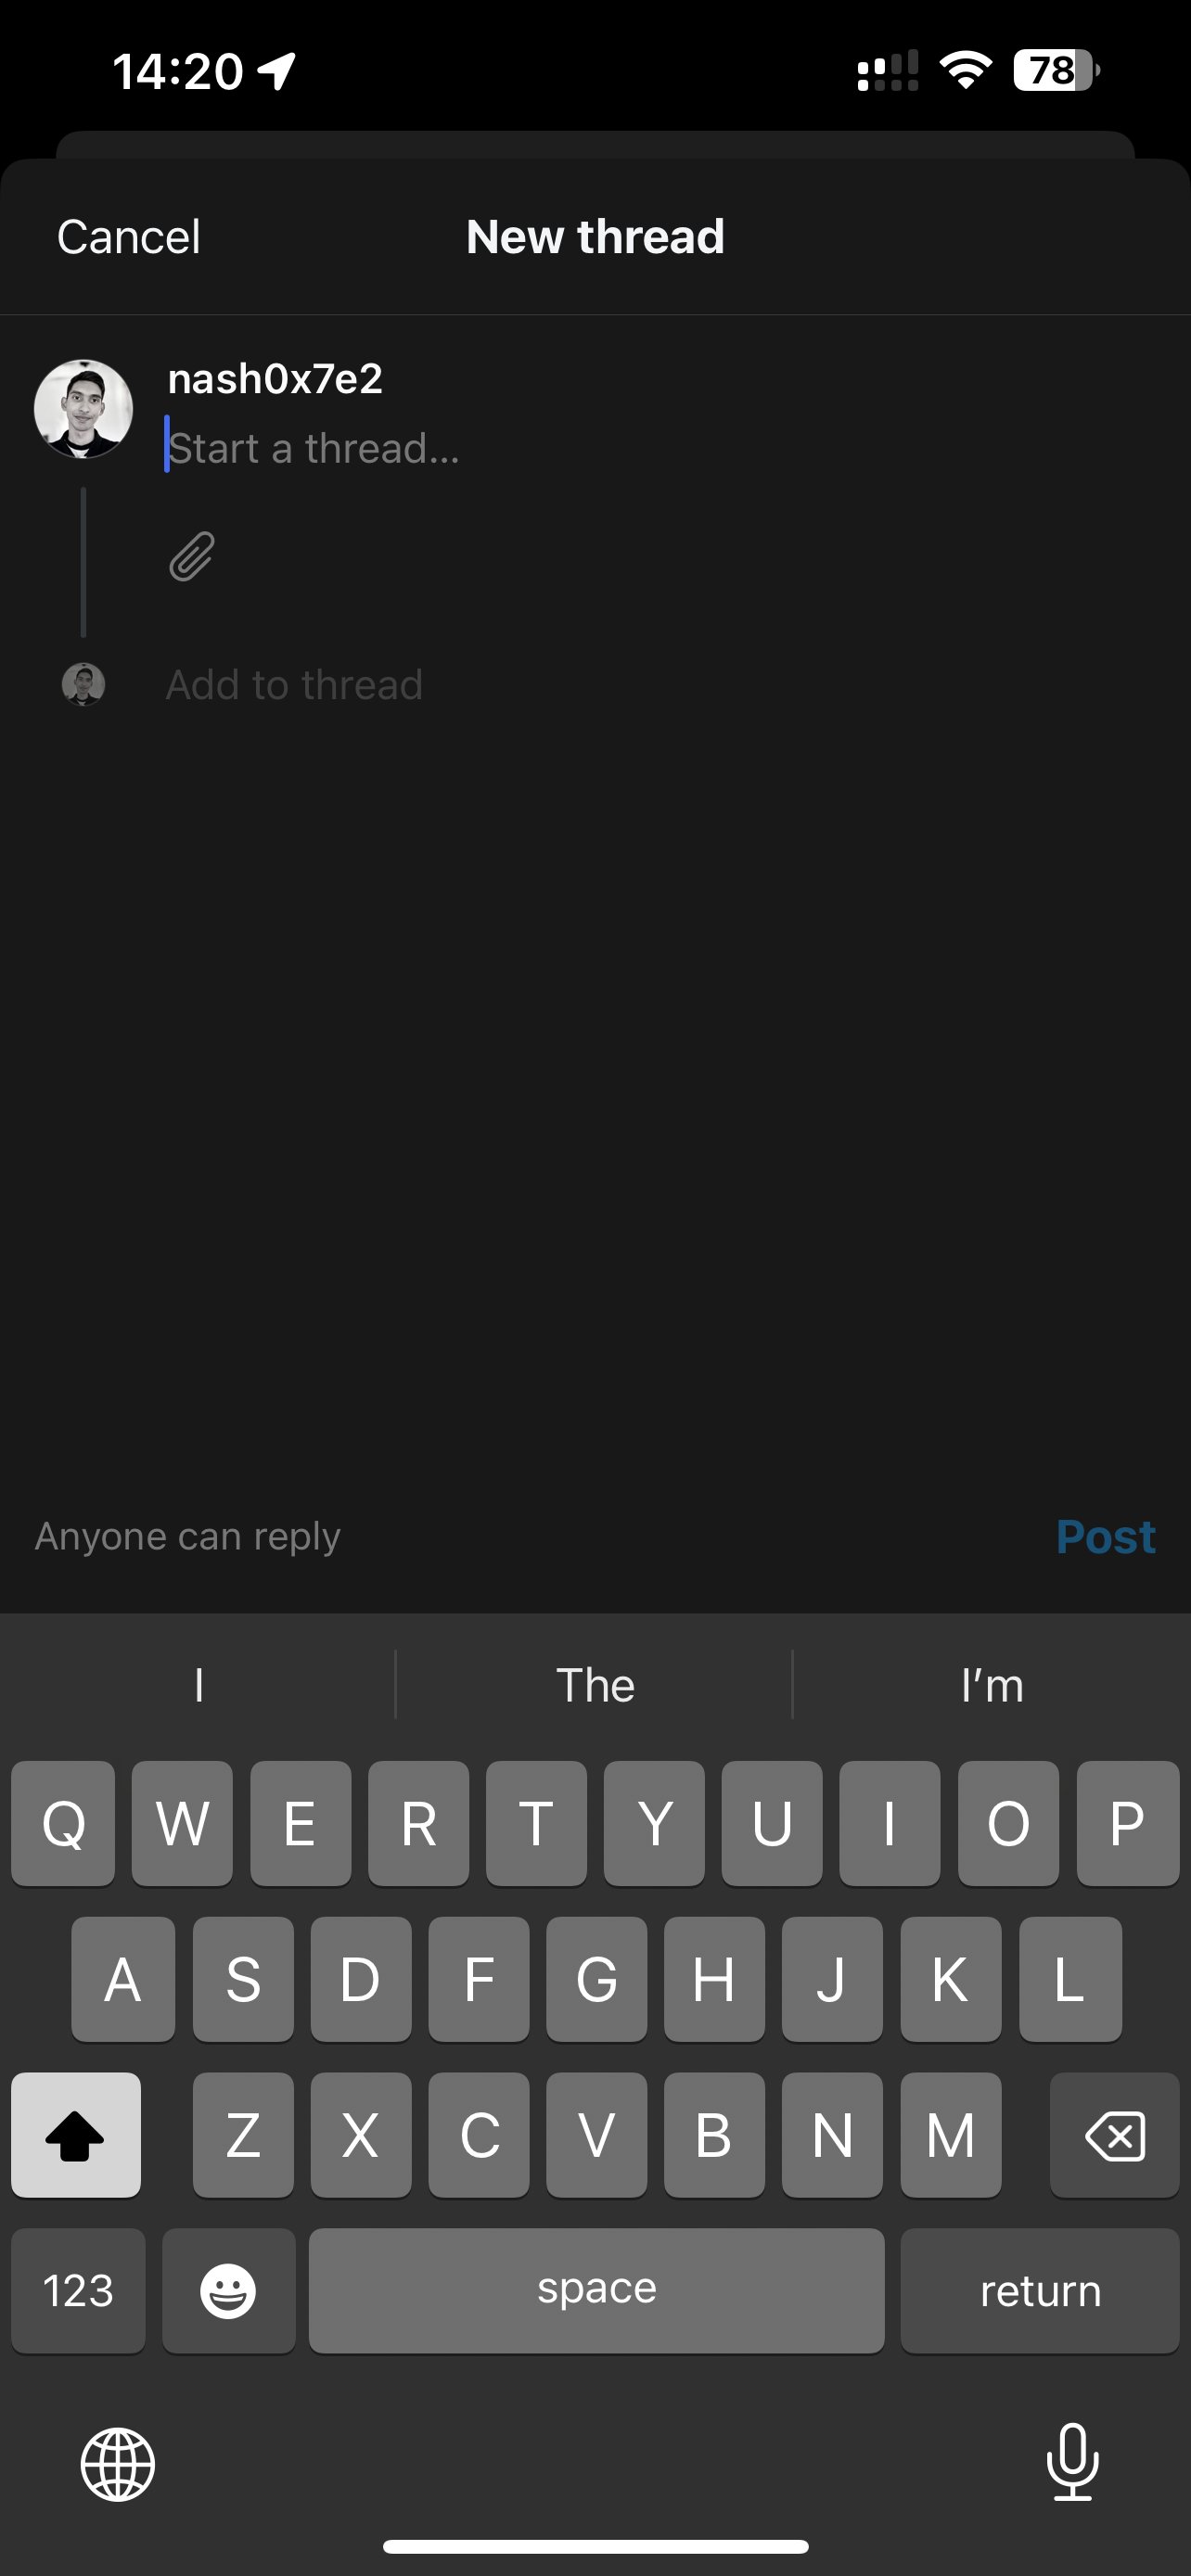 14:20 78
Cancel New thread
nash0x7e2
Start a thread...
Add to thread
Anyone can reply Post
I The I’m
Q W E R T Y U I O P
A S D F G H J K L
Z X C V B N M
123 space return